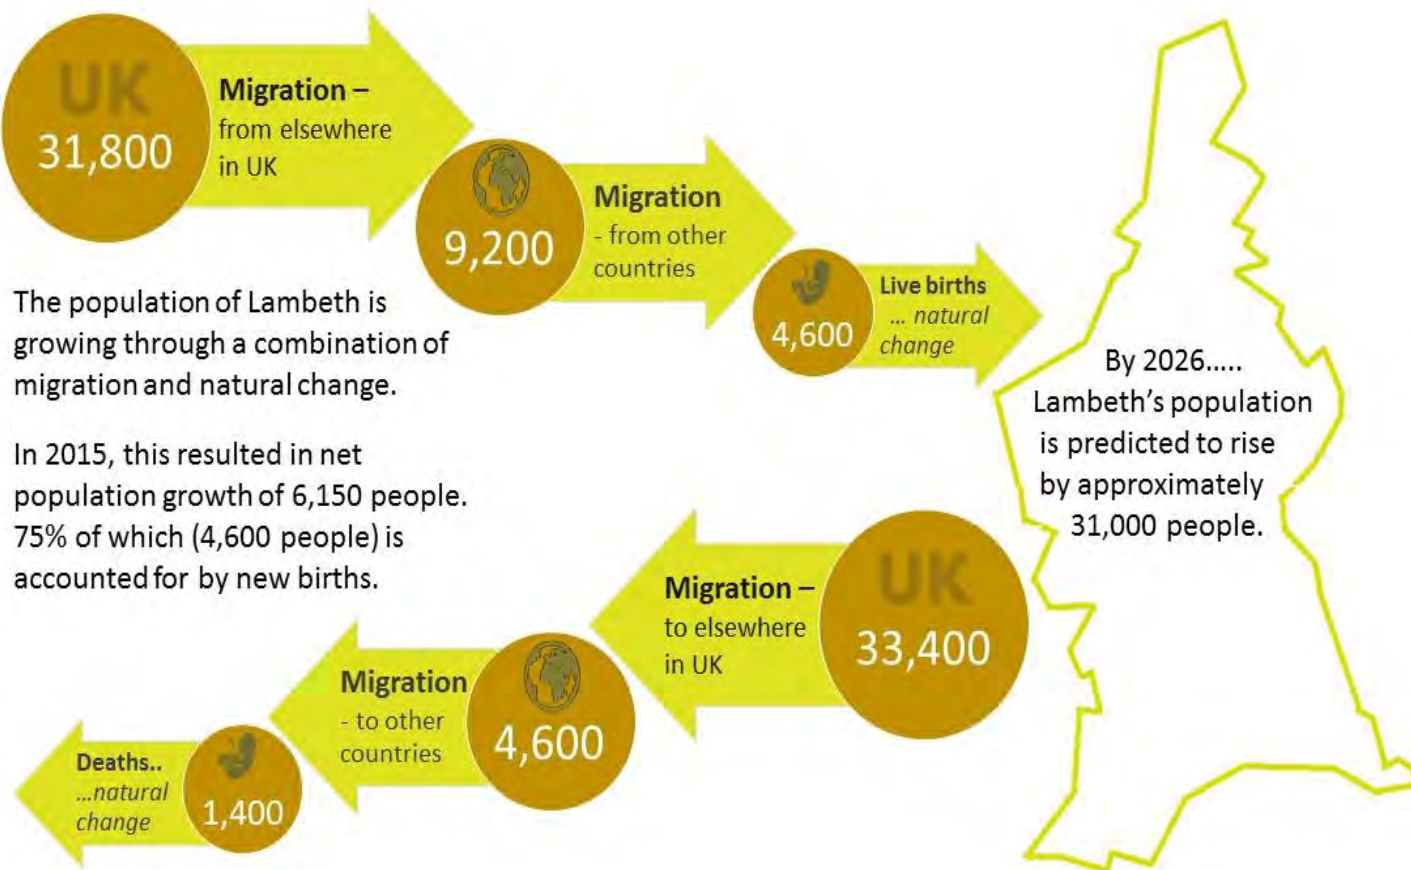 UK
31,800
Migration –
from elsewhere
in UK
9,200
Migration
- from other
countries
4,600
Live births
... natural
change
The population of Lambeth is
growing through a combination of
migration and natural change.
In 2015, this resulted in net
population growth of 6,150 people.
75% of which (4,600 people) is
accounted for by new births.
By 2026.....
Lambeth’s population
is predicted to rise
by approximately
31,000 people.
UK
33,400
Migration –
to elsewhere
in UK
4,600
Migration
- to other
countries
1,400
Deaths..
...natural
change